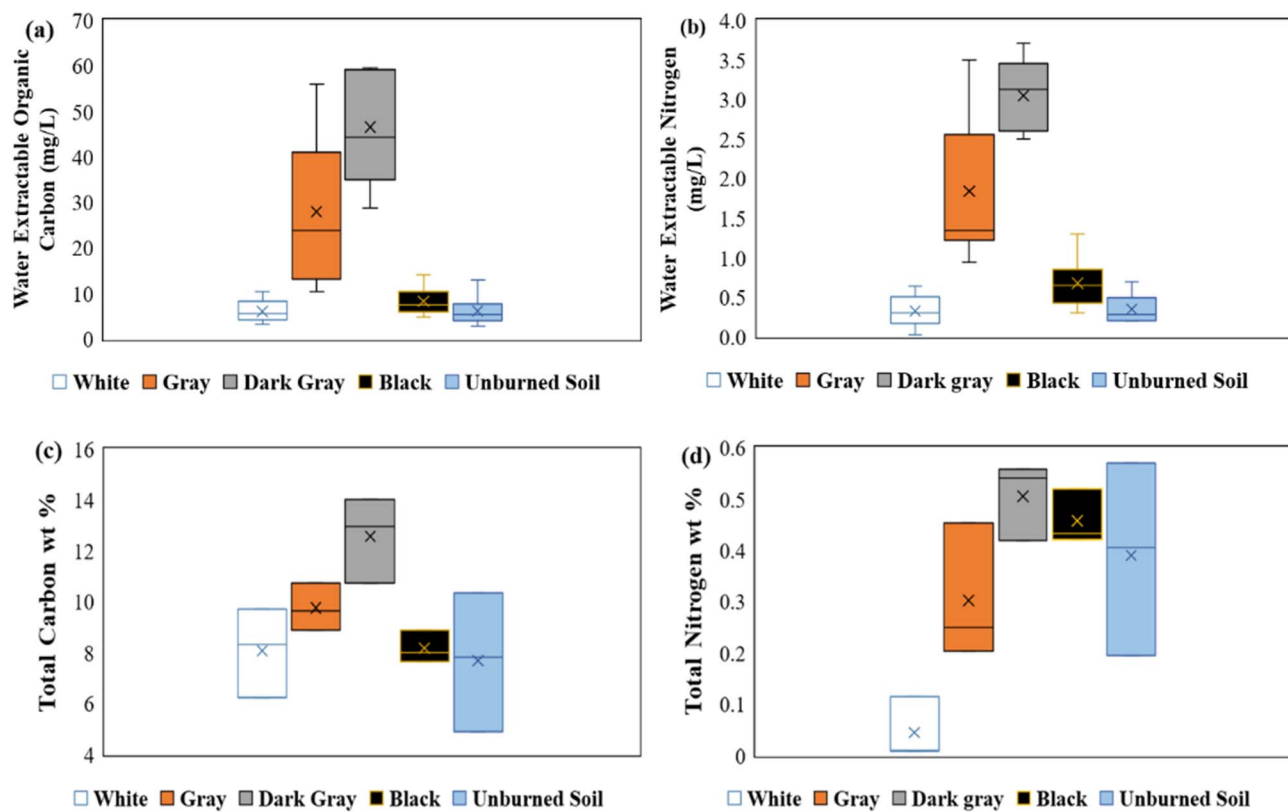 (a)
Water Extractable Organic
Carbon (mg/L)
70
60
50
40
30
20
10
0
White Gray Dark Gray Black Unburned Soil
(b)
Water Extractable Nitrogen
(mg/L)
4.0
3.5
3.0
2.5
2.0
1.5
1.0
0.5
0.0
White Gray Dark gray Black Unburned Soil
(c)
Total Carbon wt %
16
14
12
10
8
6
4
White Gray Dark Gray Black Unburned Soil
(d)
Total Nitrogen wt %
0.6
0.5
0.4
0.3
0.2
0.1
0
White Gray Dark gray Black Unburned Soil